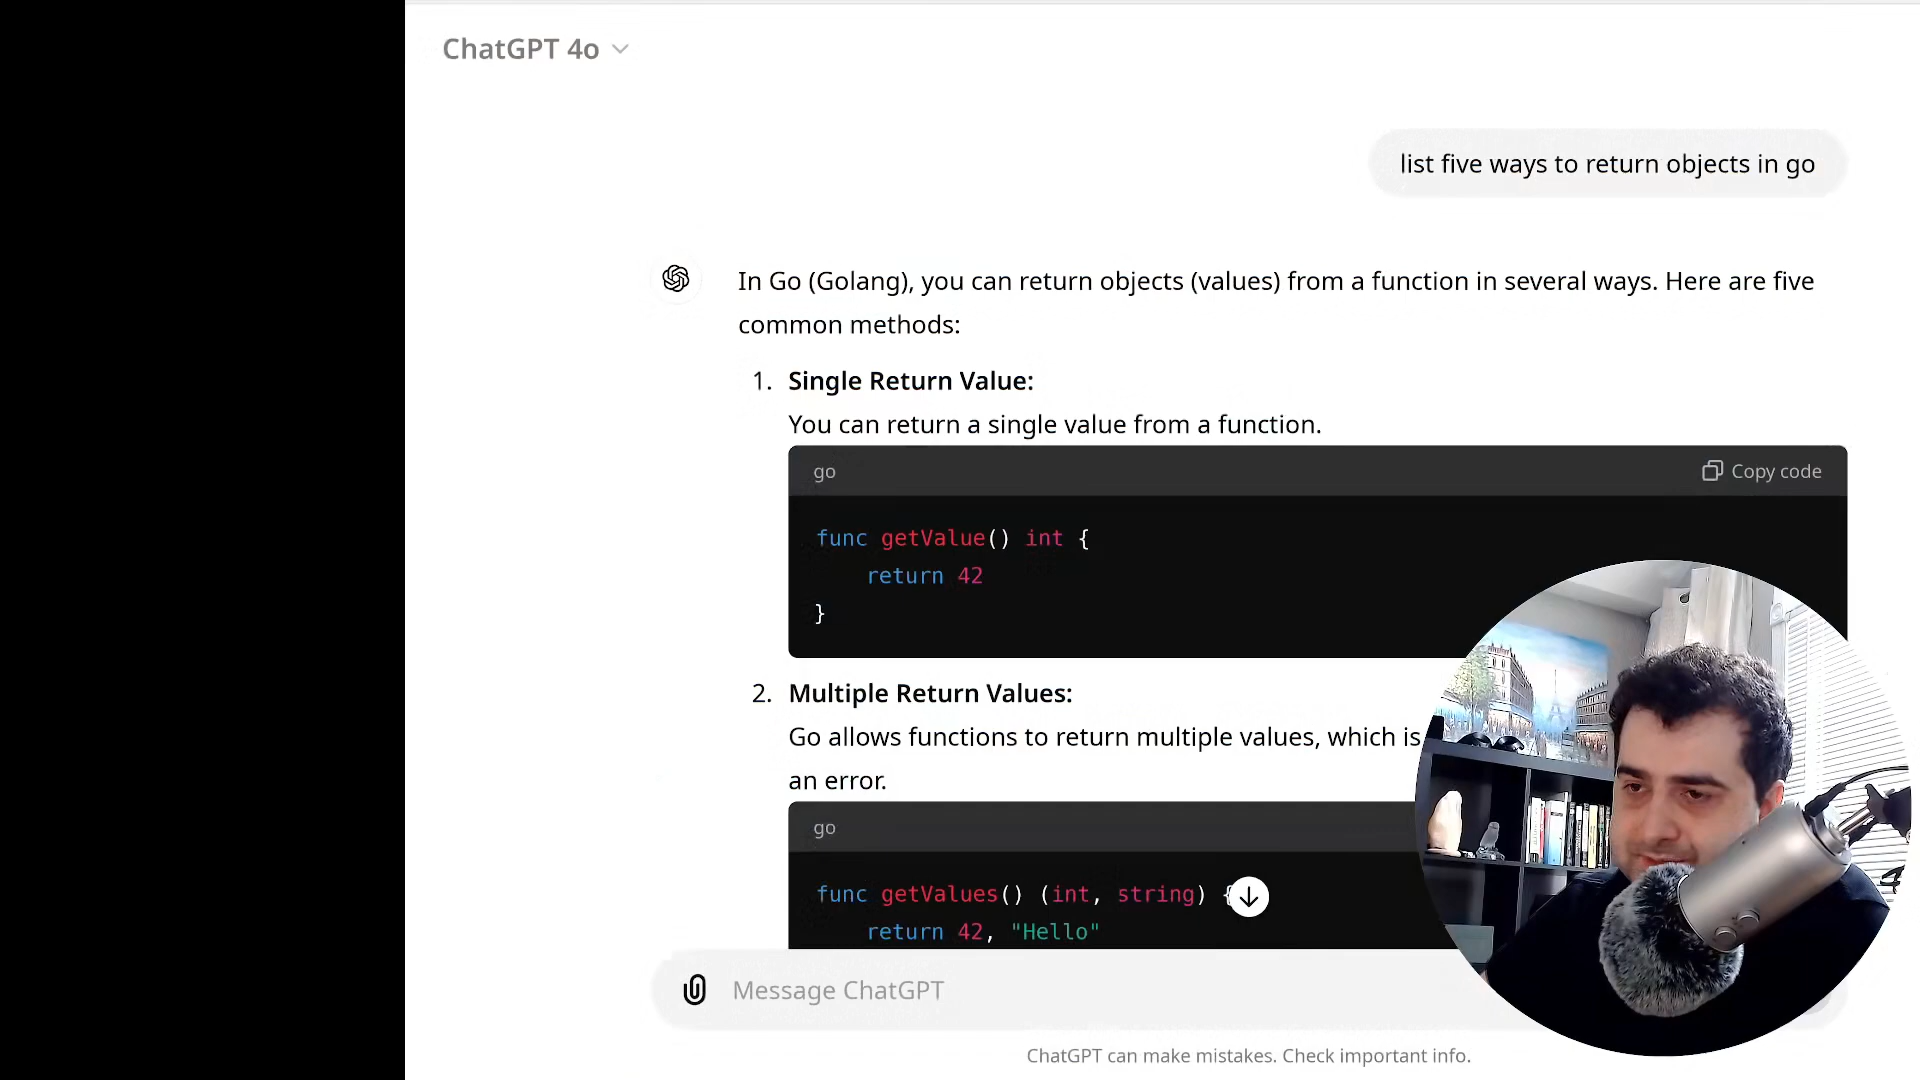 ChatGPT 4o
list five ways to return objects in go
In Go (Golang), you can return objects (values) from a function in several ways. Here are five
common methods:
1. Single Return Value:
You can return a single value from a function.
go
Copy code
func getValue() int {
    return 42
}
2. Multiple Return Values:
Go allows functions to return multiple values, which is
an error.
go
func getValues() (int, string) {
    return 42, "Hello"
Message ChatGPT
ChatGPT can make mistakes. Check important info.